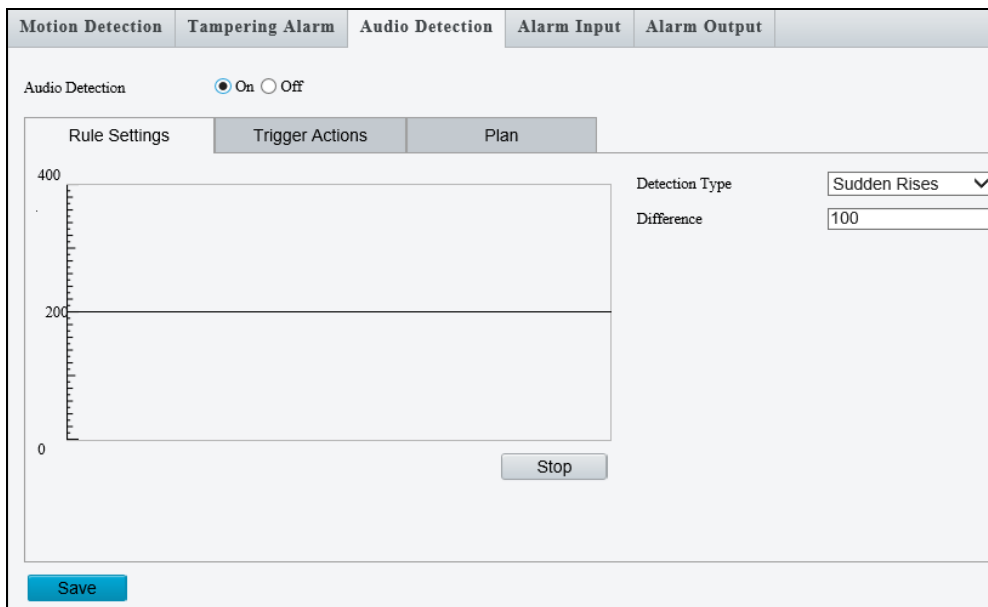 Motion Detection Tampering Alarm Audio Detection Alarm Input Alarm Output
Audio Detection On Off
Rule Settings Trigger Actions Plan
400
200
0
Detection Type Sudden Rises
Difference 100
Stop
Save